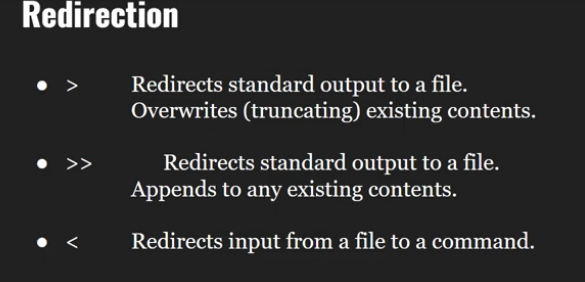 Redirection
● > Redirects standard output to a file.
Overwrites (truncating) existing contents.
● >> Redirects standard output to a file.
Appends to any existing contents.
● < Redirects input from a file to a command.